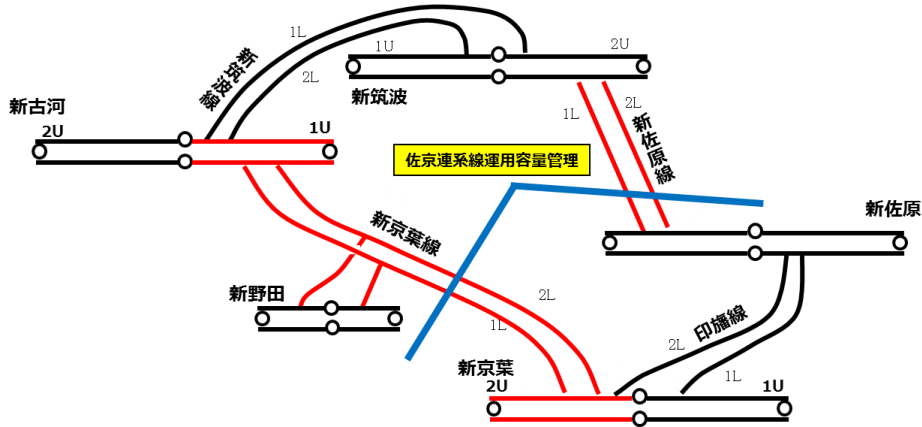 1L
2U
1U
新筑波線
2L
新筑波
新古河
2U
1U
1L
2L
新佐原線
佐京連系線運用容量管理
新佐原
新京葉線
新野田
2L
1L
印旛線
2L
新京葉
1L
2U
1U